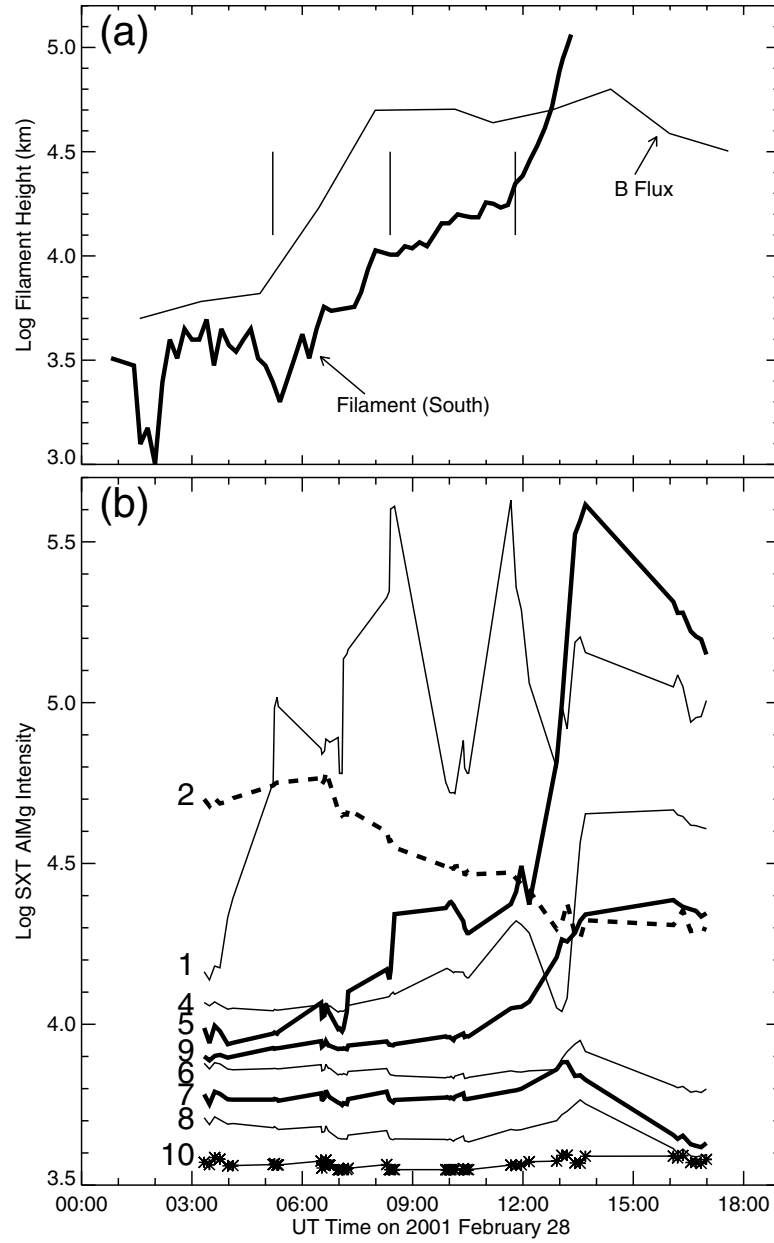 (a)
5.0
4.5
4.0
3.5
3.0
Log Filament Height (km)
B Flux
Filament (South)
(b)
5.5
5.0
4.5
4.0
3.5
Log SXT AlMg Intensity
2
1
4
5
9
6
7
8
10
00:00 03:00 06:00 09:00 12:00 15:00 18:00
UT Time on 2001 February 28